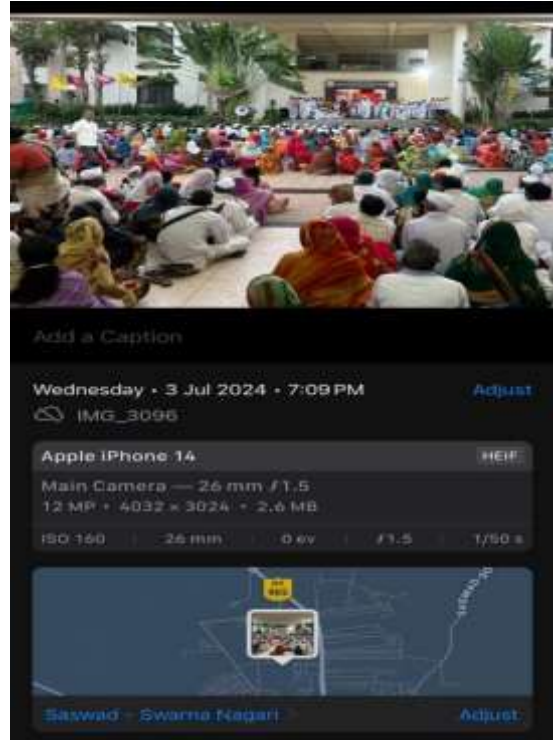 Add a Caption
Wednesday • 3 Jul 2024 • 7:09 PM Adjust
IMG_3096
Apple iPhone 14 HEIF
Main Camera — 26 mm ƒ1.5
12 MP • 4032 × 3024 • 2.6 MB
ISO 160 26 mm 0 ev ƒ1.5 1/50 s
Saswad - Swarna Nagari Adjust